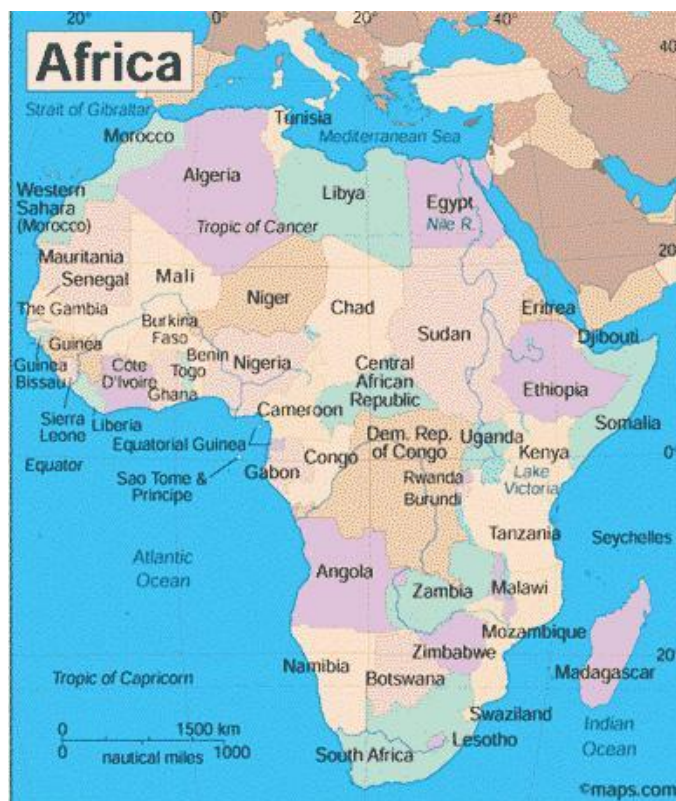 20°
0°
20°
40°
Africa
40
Strait of Gibraltar
Tunisia
Morocco
Mediterranean Sea
Algeria
Libya
Egypt
Western
Sahara
(Morocco)
Nile R.
Tropic of Cancer
20
Mauritania
Senegal
Mali
Niger
Chad
Eritrea
The Gambia
Burkina
Faso
Sudan
Djibouti
Guinea
Guinea
Bissau
Cote
D'Ivoire
Benin
Togo
Nigeria
Ghana
Central
African
Republic
Ethiopia
Sierra
Leone
Liberia
Cameroon
Somalia
Equatorial Guinea
Dem. Rep.
of Congo
Uganda
Kenya
Equator
Sao Tome &
Principe
Gabon
Congo
0°
Rwanda
Burundi
Lake
Victoria
Tanzania
Seychelles
Atlantic
Ocean
Angola
Zambia
Malawi
Mozambique
Zimbabwe
Namibia
20°
Tropic of Capricorn
Botswana
Madagascar
Swaziland
0 1500 km
0 nautical miles 1000
Lesotho
Indian
Ocean
South Africa
©maps.com